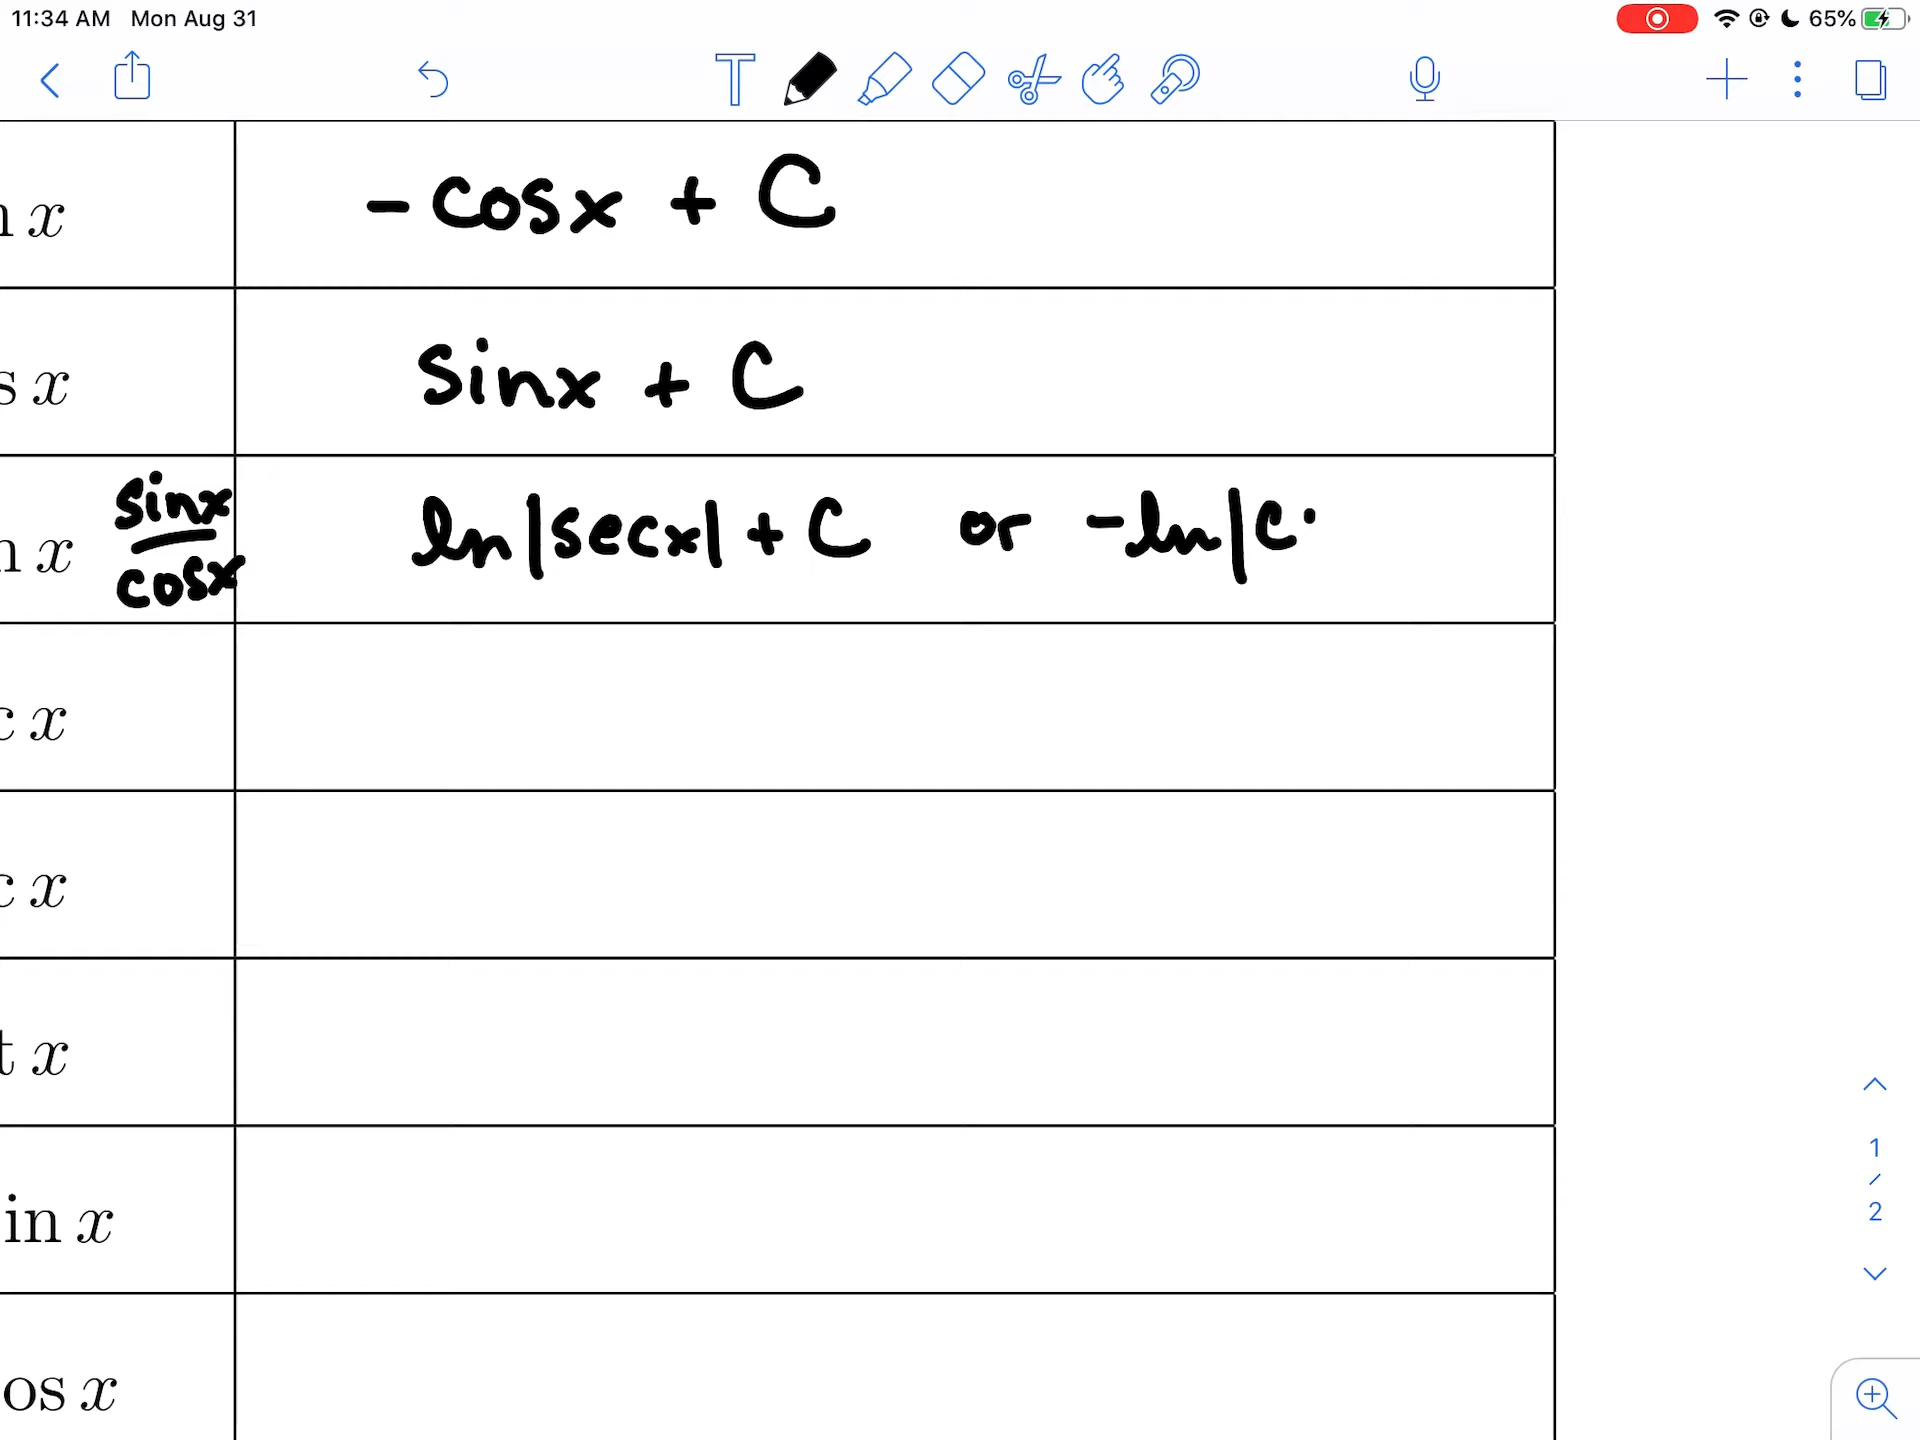 11:34 AM Mon Aug 31 65%
T
n x -cosx + C
s x sinx + C
n x sinx/cosx ln|secx| + C or -ln|c
c x
c x
t x
in x
os x
1
/
2